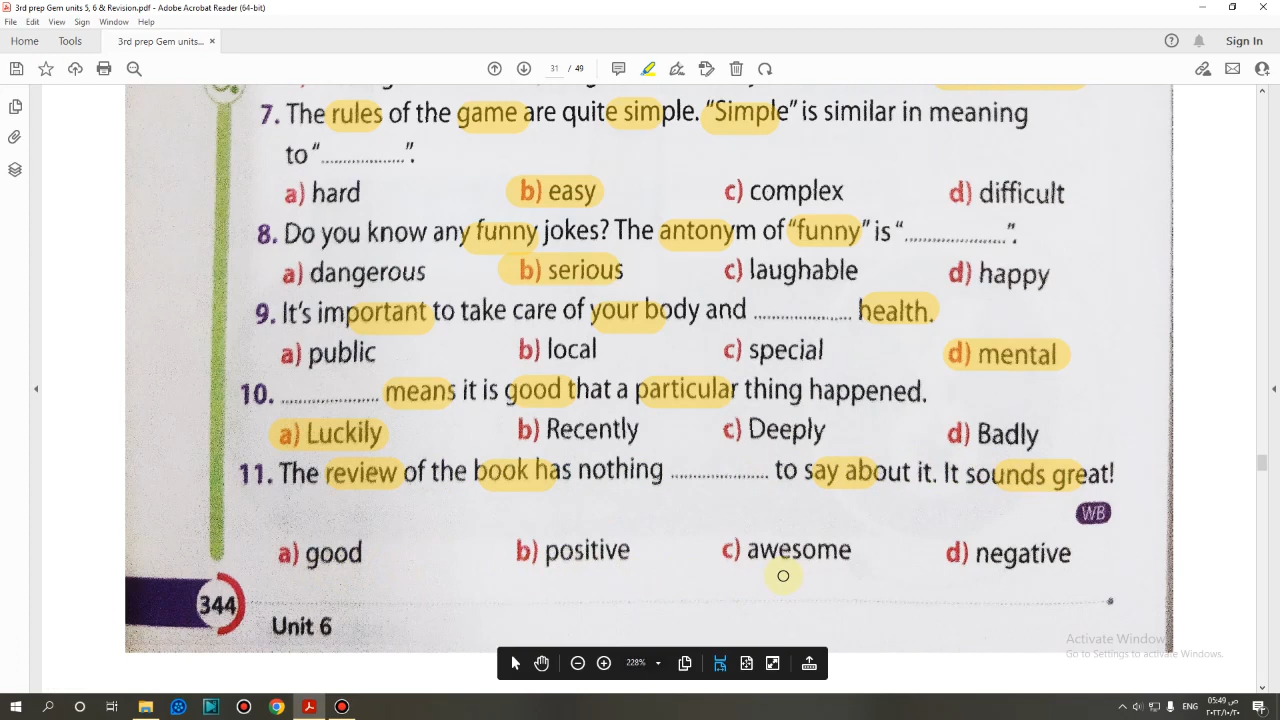 3rd prep Gem units 5, 6 & Revision.pdf - Adobe Acrobat Reader (64-bit)
File Edit View Sign Window Help
Home Tools 3rd prep Gem units... × Sign In
31 / 49
7. The rules of the game are quite simple. "Simple" is similar in meaning
to "..................".
a) hard b) easy c) complex d) difficult
8. Do you know any funny jokes? The antonym of "funny" is "......................".
a) dangerous b) serious c) laughable d) happy
9. It's important to take care of your body and ..................... health.
a) public b) local c) special d) mental
10. ..................... means it is good that a particular thing happened.
a) Luckily b) Recently c) Deeply d) Badly
11. The review of the book has nothing ..................... to say about it. It sounds great!
WB
a) good b) positive c) awesome d) negative
344
Unit 6
Activate Window
Go to Settings to activate Windows.
228%
ENG 05:49 ص